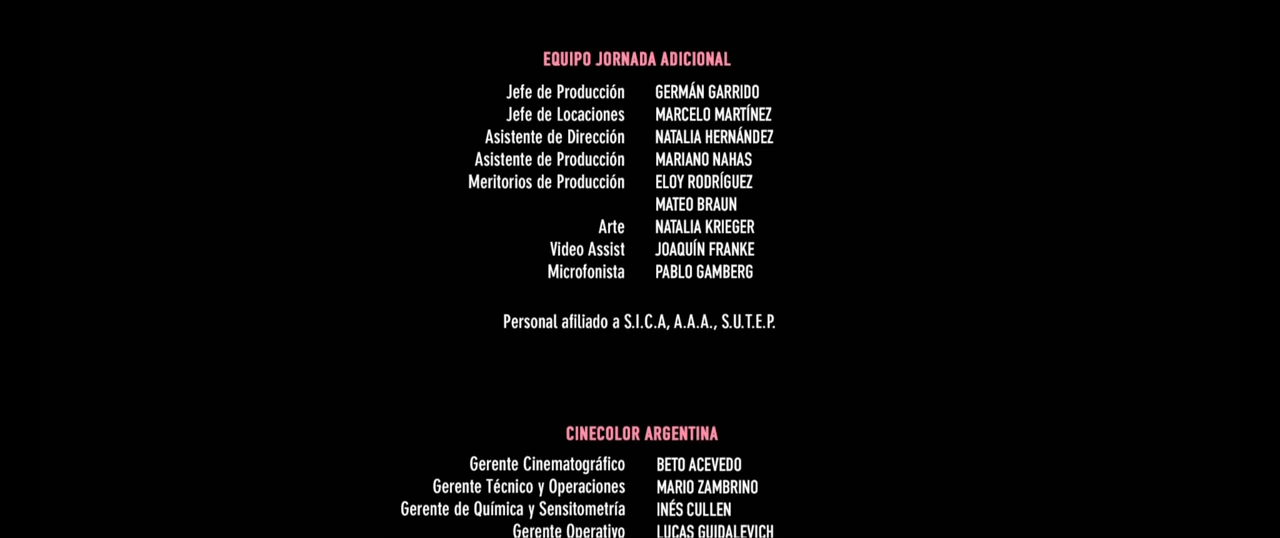 EQUIPO JORNADA ADICIONAL
Jefe de Producción GERMÁN GARRIDO
Jefe de Locaciones MARCELO MARTÍNEZ
Asistente de Dirección NATALIA HERNÁNDEZ
Asistente de Producción MARIANO NAHAS
Meritorios de Producción ELOY RODRÍGUEZ
MATEO BRAUN
Arte NATALIA KRIEGER
Video Assist JOAQUÍN FRANKE
Microfonista PABLO GAMBERG
Personal afiliado a S.I.C.A, A.A.A., S.U.T.E.P.
CINECOLOR ARGENTINA
Gerente Cinematográfico BETO ACEVEDO
Gerente Técnico y Operaciones MARIO ZAMBRINO
Gerente de Química y Sensitometría INÉS CULLEN
Gerente Operativo LUCAS GUIDALEVICH